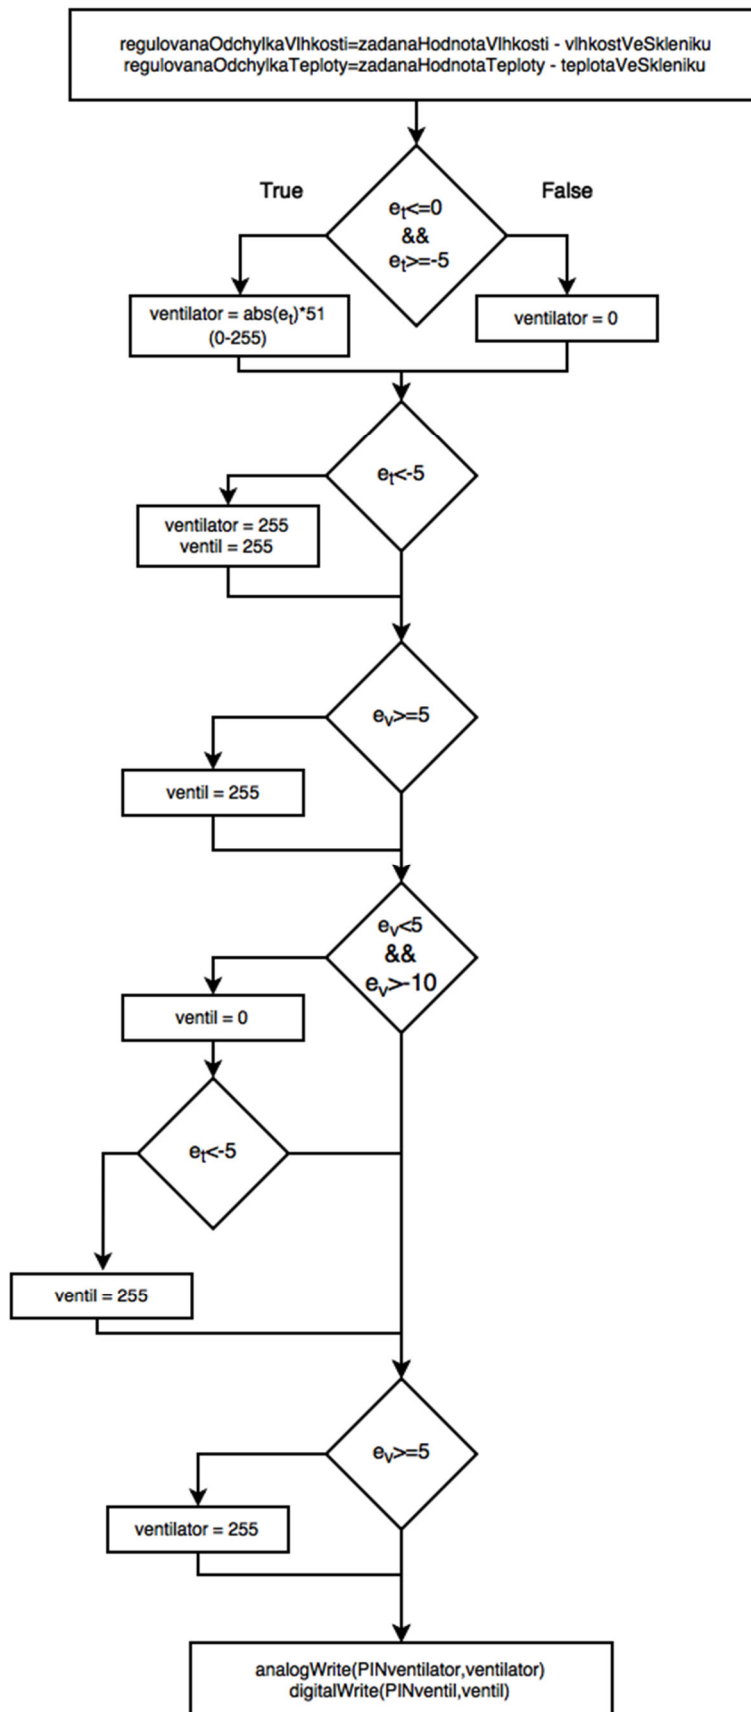 regulovanaOdchylkaVlhkosti=zadanaHodnotaVlhkosti - vlhkostVeSkleniku
regulovanaOdchylkaTeploty=zadanaHodnotaTeploty - teplotaVeSkleniku
True
False
et<=0
&&
et>=-5
ventilator = abs(et)*51
(0-255)
ventilator = 0
et<-5
ventilator = 255
ventil = 255
ev>=5
ventil = 255
ev<5
&&
ev>-10
ventil = 0
et<-5
ventil = 255
ev>=5
ventilator = 255
analogWrite(PINventilator,ventilator)
digitalWrite(PINventil,ventil)